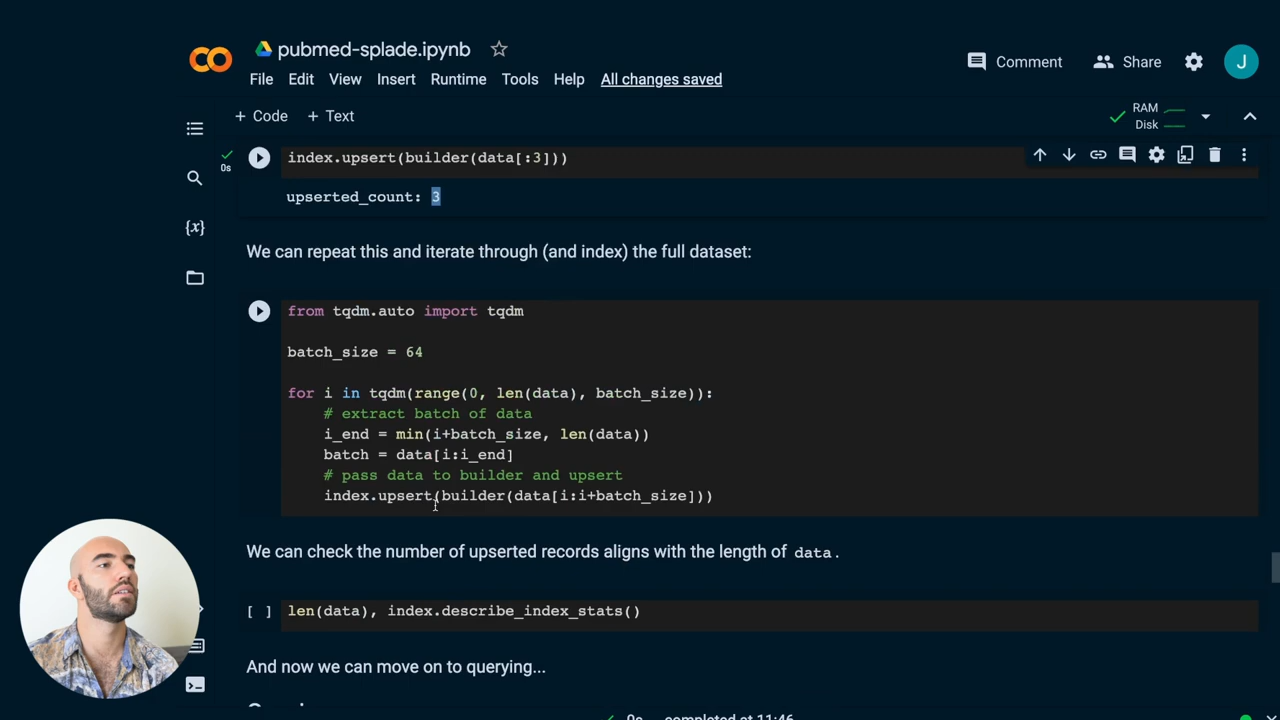 pubmed-splade.ipynb
File Edit View Insert Runtime Tools Help All changes saved
Comment Share J
+ Code + Text RAM
Disk
index.upsert(builder(data[:3]))
0s
upserted_count: 3
{x}
We can repeat this and iterate through (and index) the full dataset:
from tqdm.auto import tqdm
batch_size = 64
for i in tqdm(range(0, len(data), batch_size)):
# extract batch of data
i_end = min(i+batch_size, len(data))
batch = data[i:i_end]
# pass data to builder and upsert
index.upsert(builder(data[i:i+batch_size]))
We can check the number of upserted records aligns with the length of data.
[ ] len(data), index.describe_index_stats()
And now we can move on to querying...
0s completed at 11:46